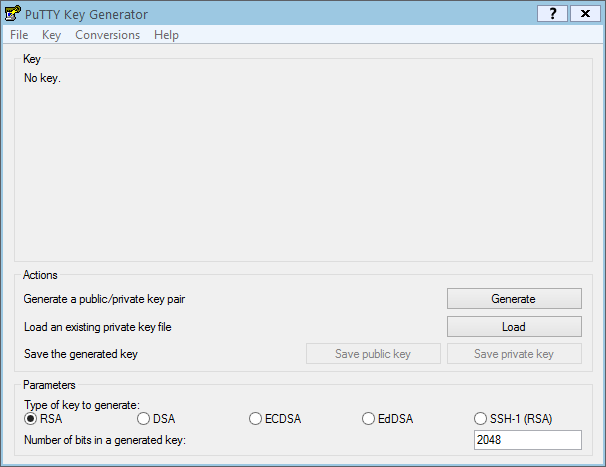 PuTTY Key Generator
?
File Key Conversions Help
Key
No key.
Actions
Generate a public/private key pair Generate
Load an existing private key file Load
Save the generated key Save public key Save private key
Parameters
Type of key to generate:
RSA DSA ECDSA EdDSA SSH-1 (RSA)
Number of bits in a generated key: 2048